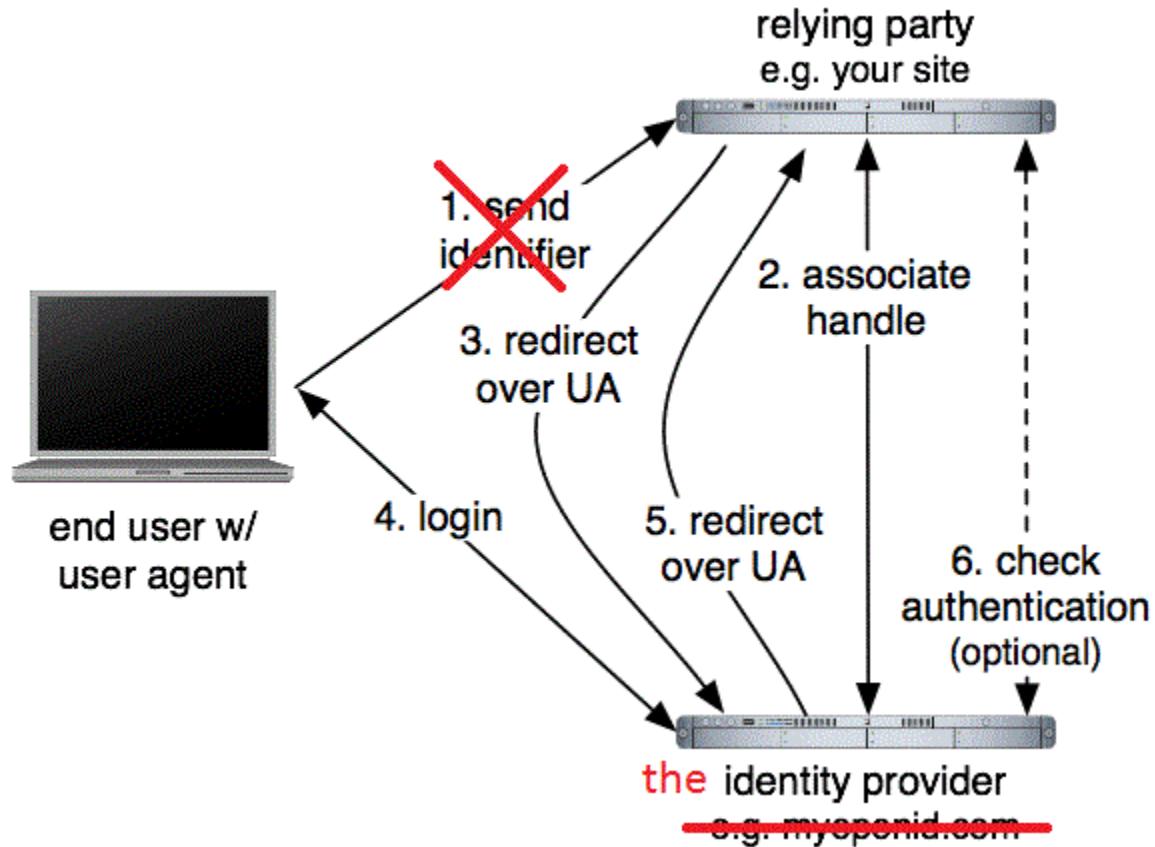 relying party
e.g. your site
1. send
identifier
2. associate
handle
3. redirect
over UA
4. login
5. redirect
over UA
6. check
authentication
(optional)
end user w/
user agent
the identity provider
e.g. myopenid.com